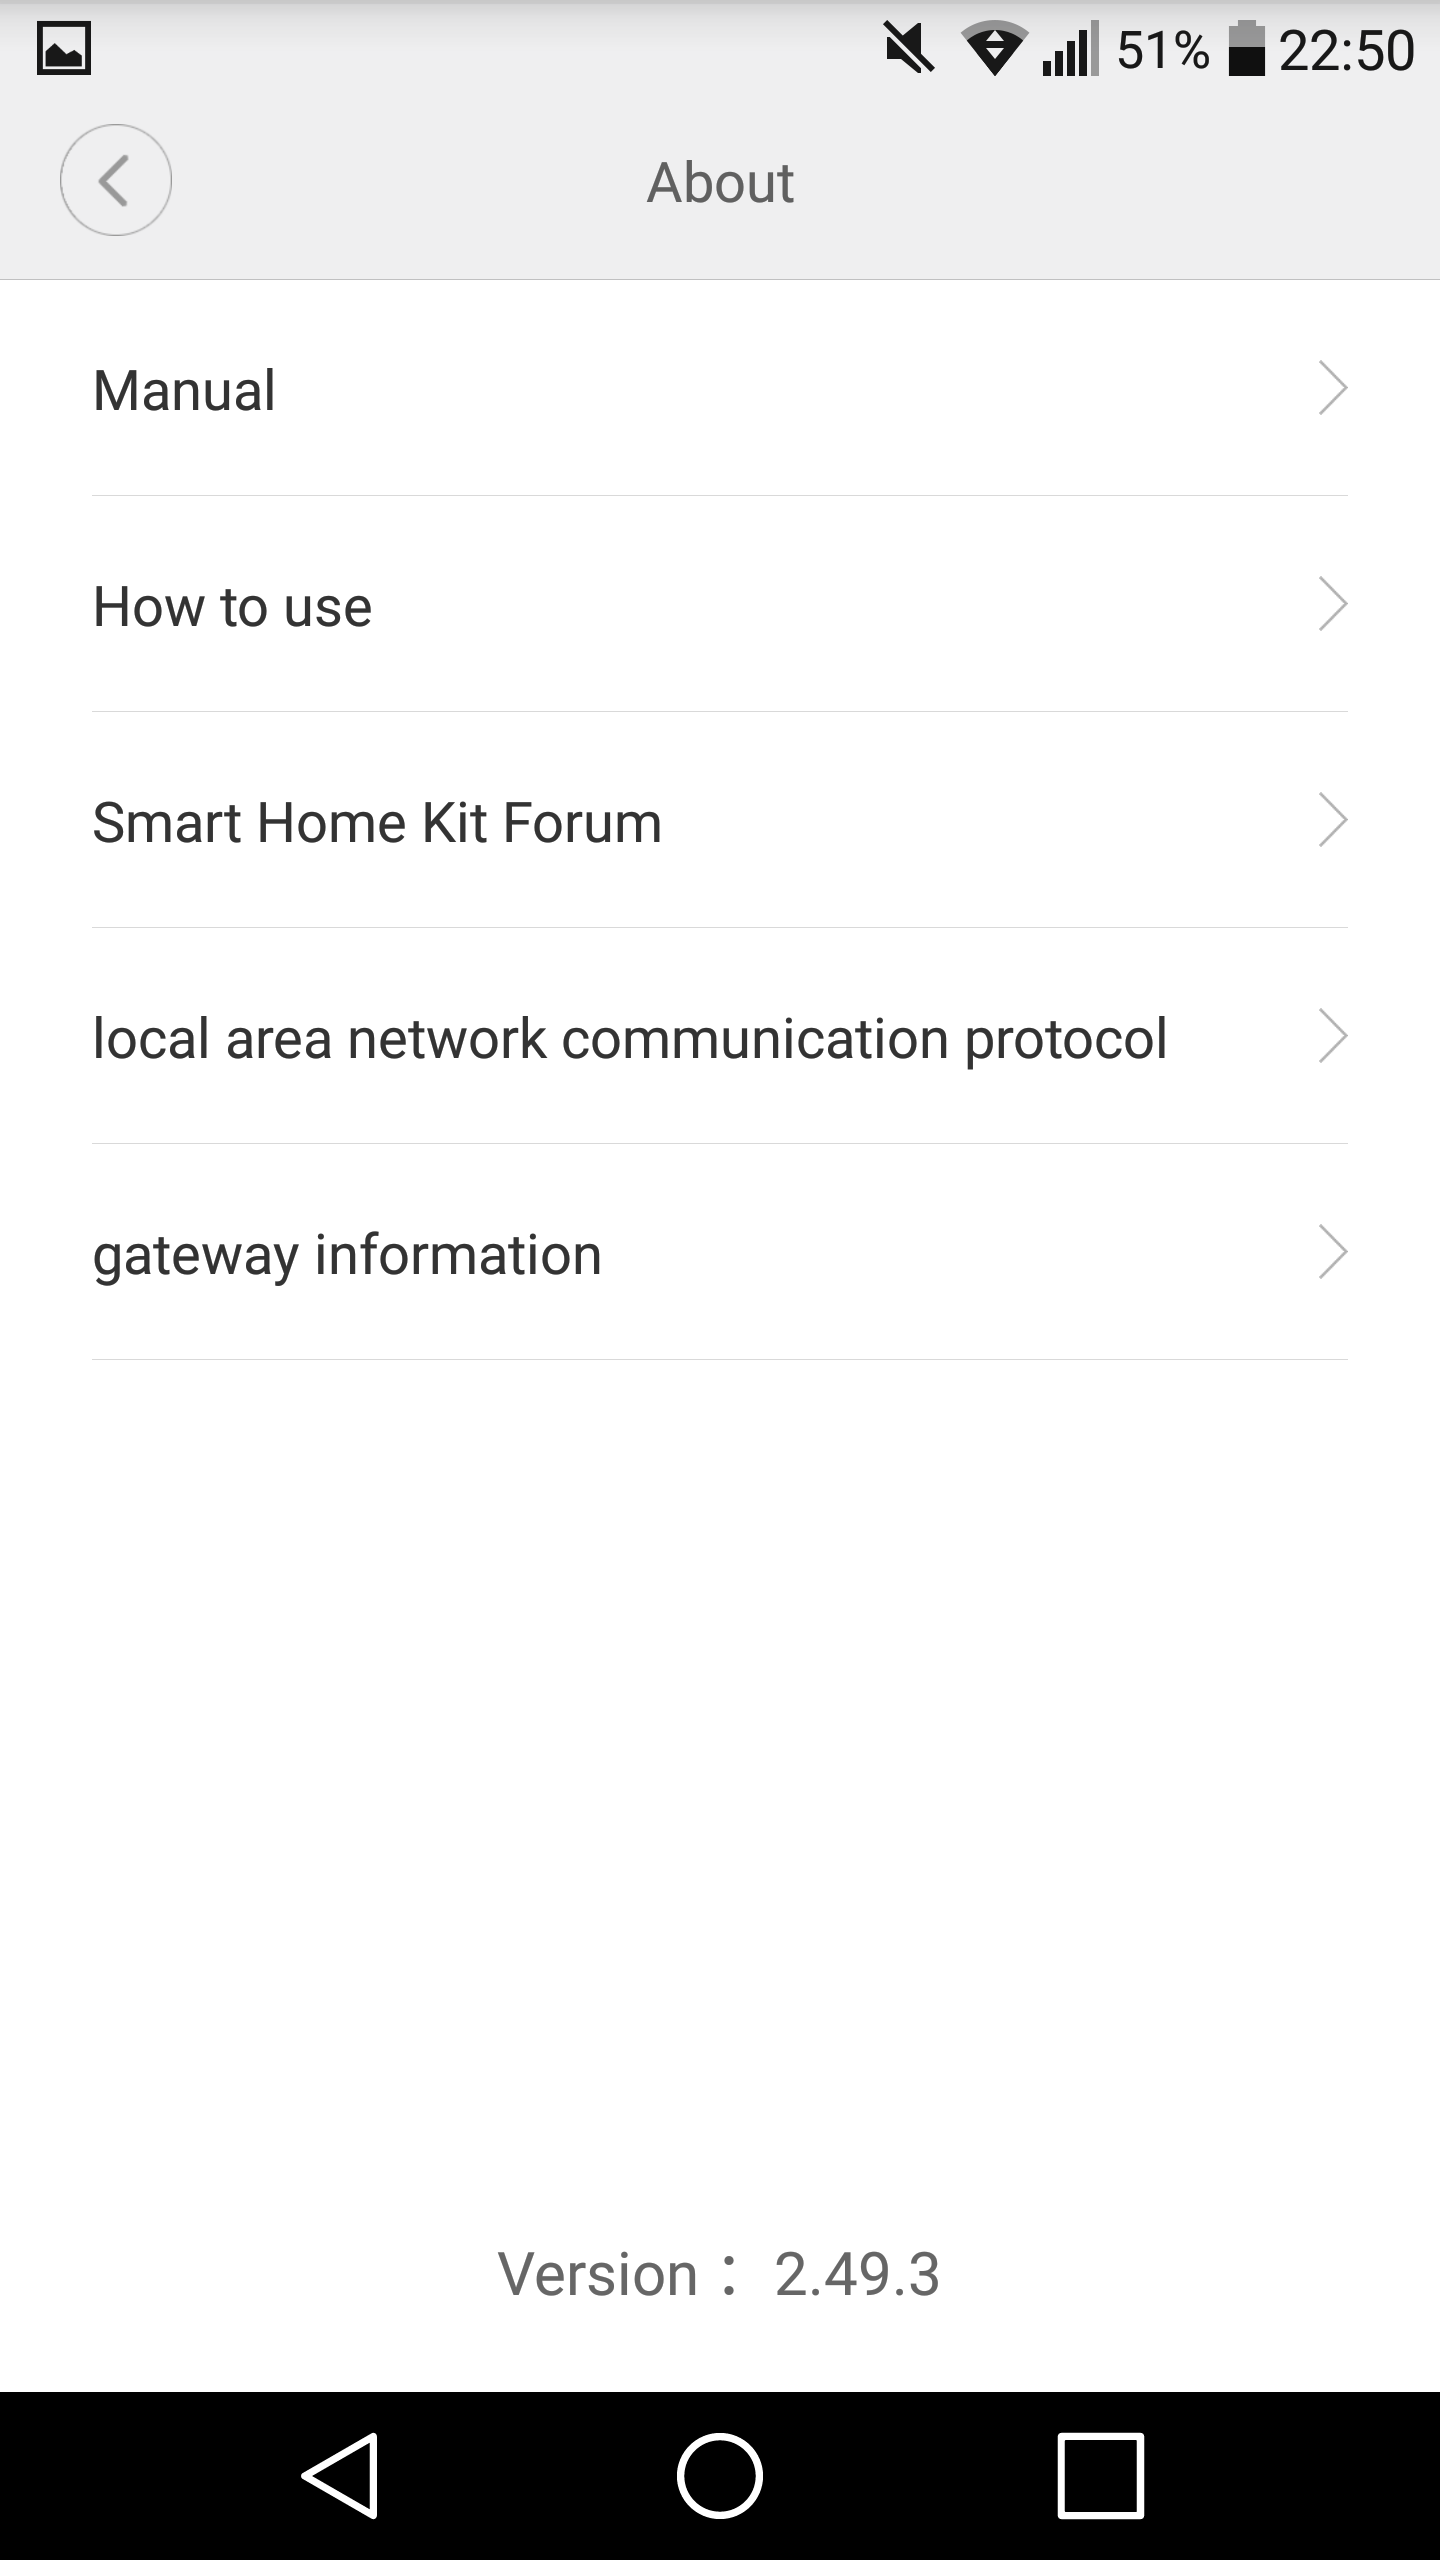 51% 22:50
About
Manual
How to use
Smart Home Kit Forum
local area network communication protocol
gateway information
Version： 2.49.3